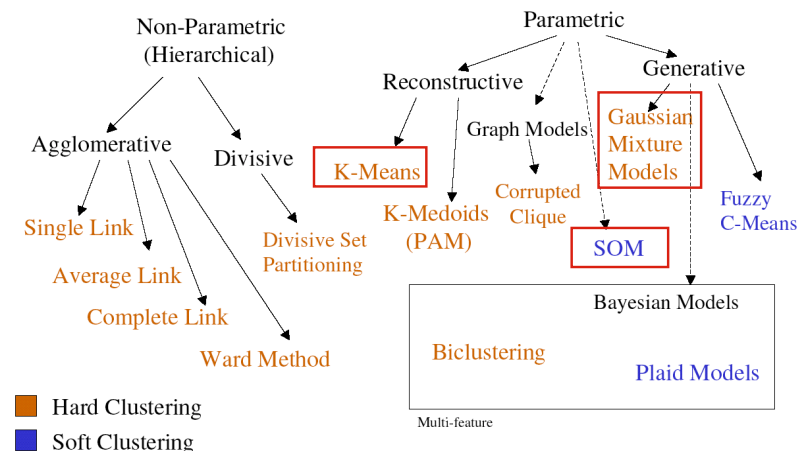 Non-Parametric
(Hierarchical)
Agglomerative
Divisive
Single Link
Average Link
Complete Link
Ward Method
Divisive Set
Partitioning
Parametric
Reconstructive
Graph Models
Generative
K-Means
K-Medoids
(PAM)
Corrupted
Clique
SOM
Gaussian
Mixture
Models
Fuzzy
C-Means
Bayesian Models
Biclustering
Plaid Models
Multi-feature
Hard Clustering
Soft Clustering